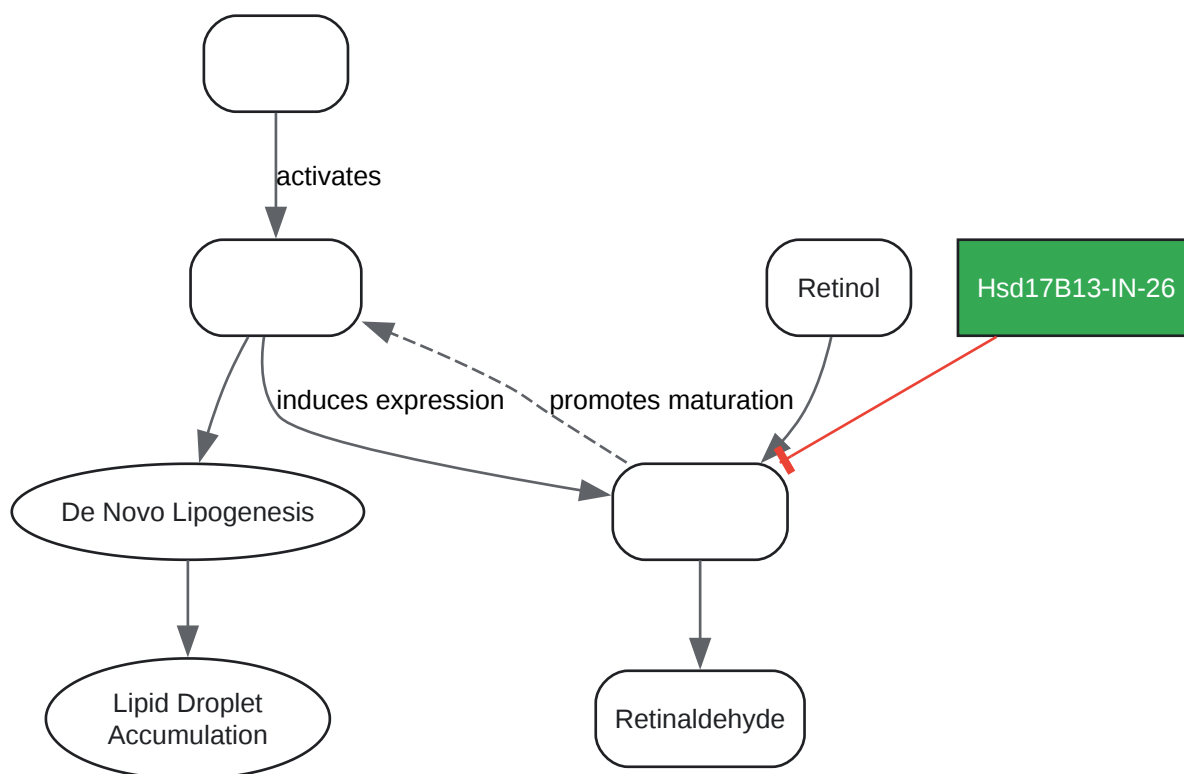 activates
Retinol
Hsd17B13-IN-26
induces expression
promotes maturation
De Novo Lipogenesis
Lipid Droplet
Accumulation
Retinaldehyde